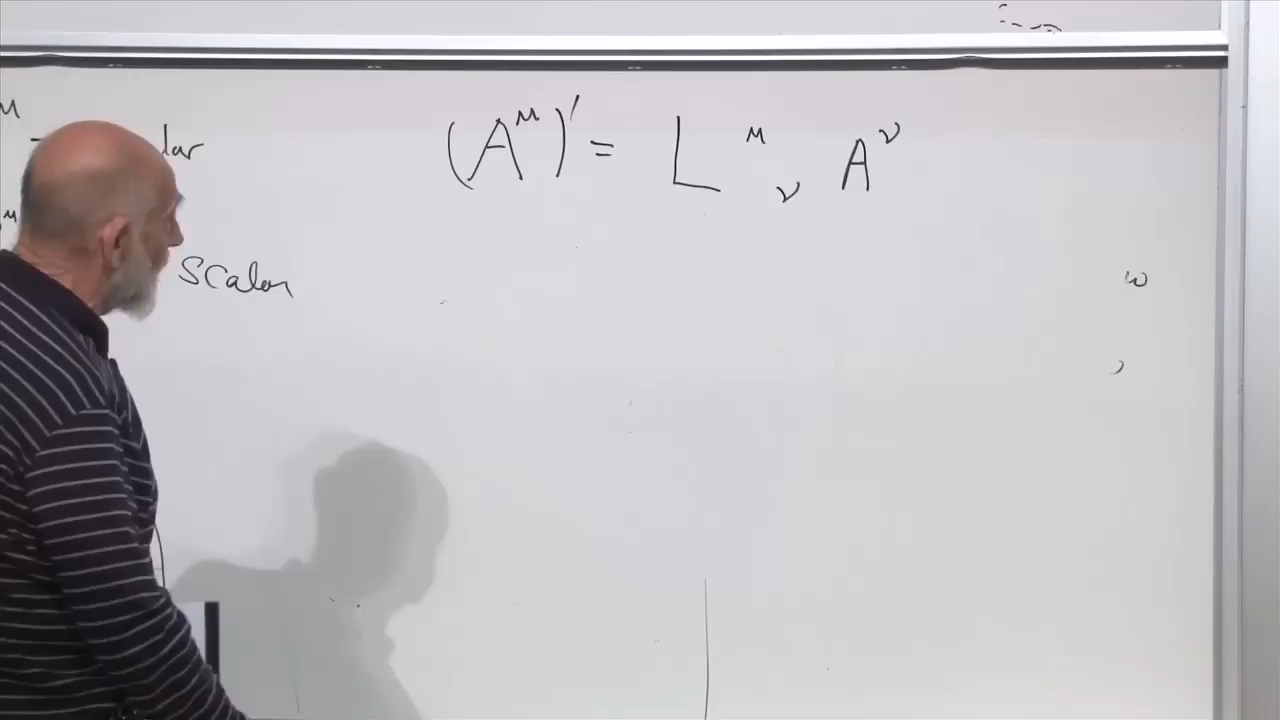 μ
(A^μ)' = L^μ_ν A^ν
μ
scalar
ω